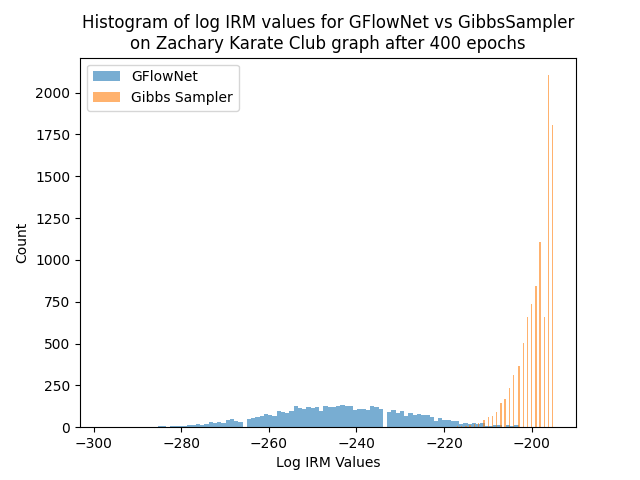 Histogram of log IRM values for GFlowNet vs GibbsSampler
on Zachary Karate Club graph after 400 epochs
GFlowNet
Gibbs Sampler
2000
1750
1500
1250
1000
750
500
250
0
Count
−300
−280
−260
−240
−220
−200
Log IRM Values